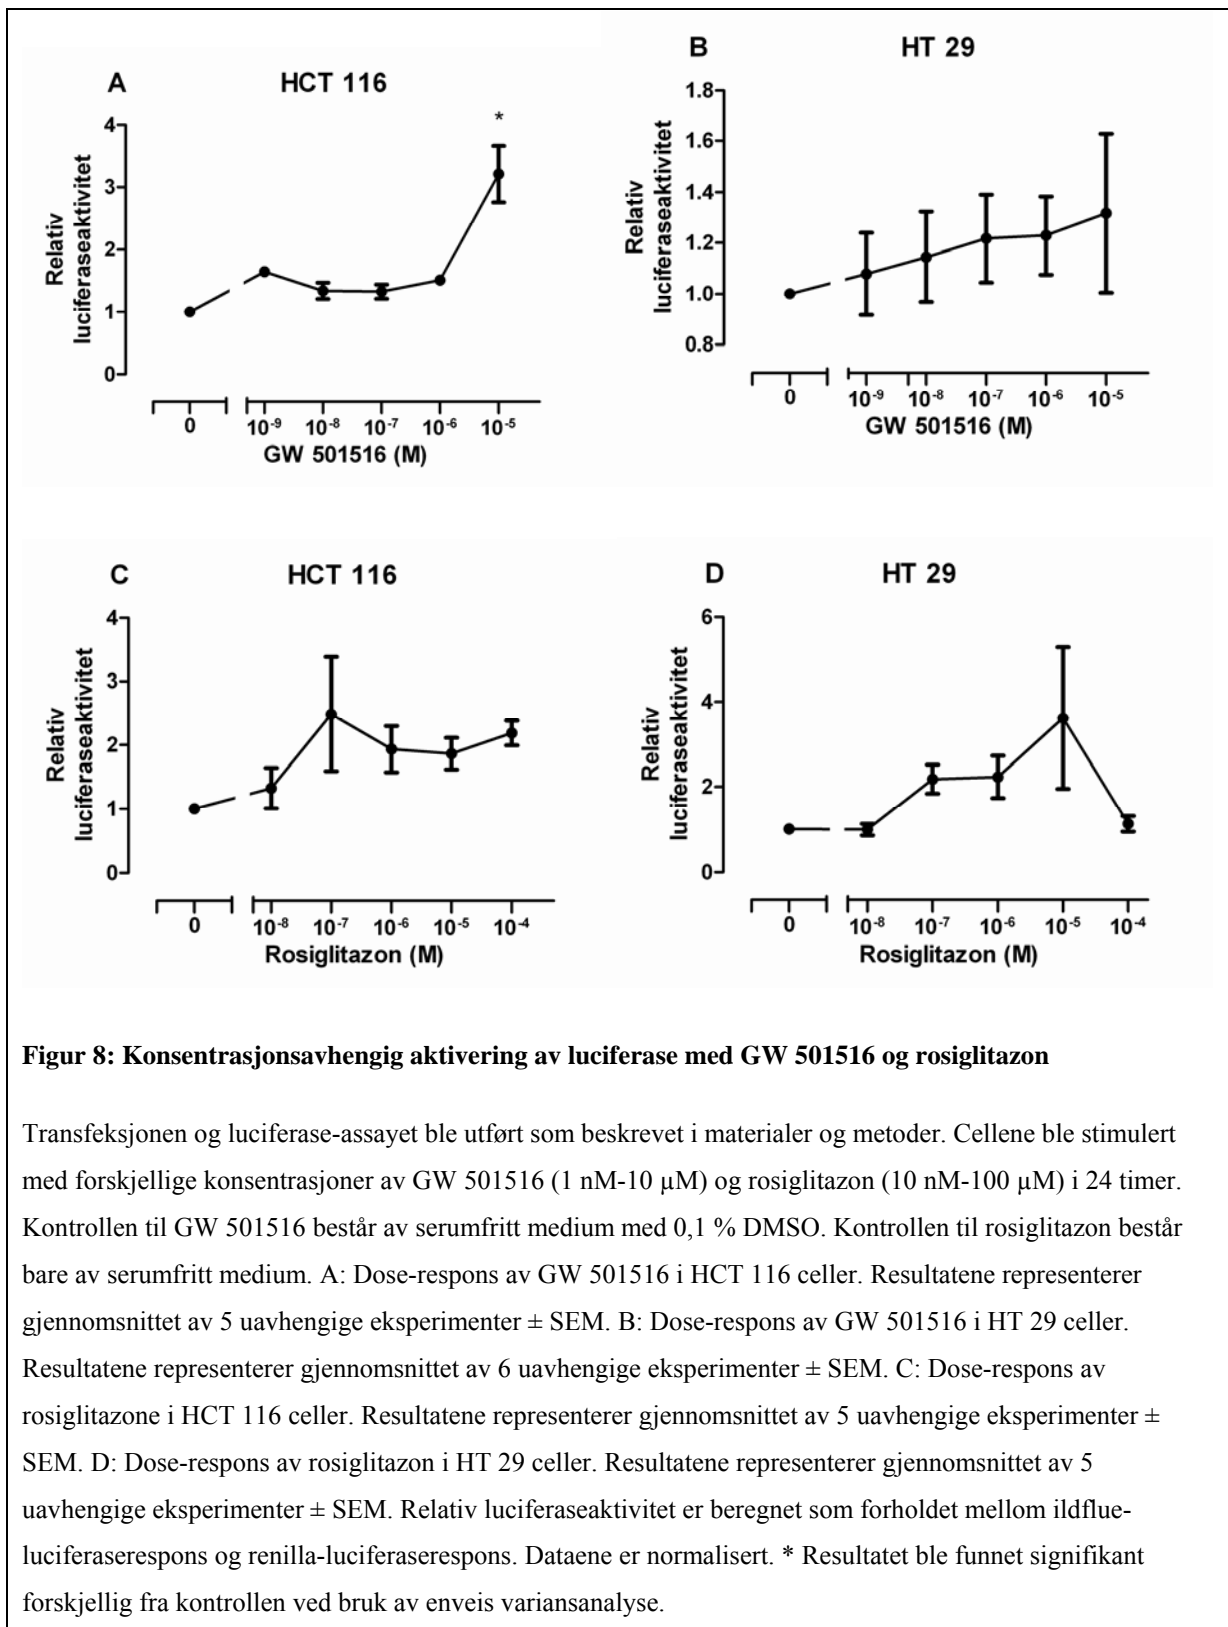 A
HCT 116
*
Relativ
luciferaseaktivitet
4
3
2
1
0
0
10-9
10-8
10-7
10-6
10-5
GW 501516 (M)
B
HT 29
Relativ
luciferaseaktivitet
1.8
1.6
1.4
1.2
1.0
0.8
0
10-9
10-8
10-7
10-6
10-5
GW 501516 (M)
C
HCT 116
Relativ
luciferaseaktivitet
4
3
2
1
0
0
10-8
10-7
10-6
10-5
10-4
Rosiglitazon (M)
D
HT 29
Relativ
luciferaseaktivitet
6
4
2
0
0
10-8
10-7
10-6
10-5
10-4
Rosiglitazon (M)
Figur 8: Konsentrasjonsavhengig aktivering av luciferase med GW 501516 og rosiglitazon
Transfeksjonen og luciferase-assayet ble utført som beskrevet i materialer og metoder. Cellene ble stimulert
med forskjellige konsentrasjoner av GW 501516 (1 nM-10 µM) og rosiglitazon (10 nM-100 µM) i 24 timer.
Kontrollen til GW 501516 består av serumfritt medium med 0,1 % DMSO. Kontrollen til rosiglitazon består
bare av serumfritt medium. A: Dose-respons av GW 501516 i HCT 116 celler. Resultatene representerer
gjennomsnittet av 5 uavhengige eksperimenter ± SEM. B: Dose-respons av GW 501516 i HT 29 celler.
Resultatene representerer gjennomsnittet av 6 uavhengige eksperimenter ± SEM. C: Dose-respons av
rosiglitazone i HCT 116 celler. Resultatene representerer gjennomsnittet av 5 uavhengige eksperimenter ±
SEM. D: Dose-respons av rosiglitazon i HT 29 celler. Resultatene representerer gjennomsnittet av 5
uavhengige eksperimenter ± SEM. Relativ luciferaseaktivitet er beregnet som forholdet mellom ildflue-
luciferaserespons og renilla-luciferaserespons. Dataene er normalisert. * Resultatet ble funnet signifikant
forskjellig fra kontrollen ved bruk av enveis variansanalyse.